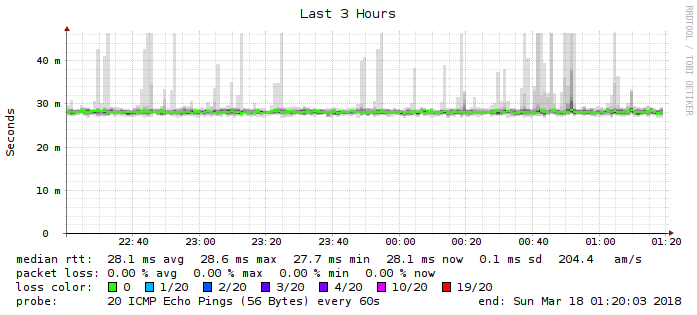 Last 3 Hours
RRDTOOL / TOBI OETIKER
Seconds
40 m
30 m
20 m
10 m
0
22:40 23:00 23:20 23:40 00:00 00:20 00:40 01:00 01:20
median rtt: 28.1 ms avg 28.6 ms max 27.7 ms min 28.1 ms now 0.1 ms sd 204.4 am/s
packet loss: 0.00 % avg 0.00 % max 0.00 % min 0.00 % now
loss color: 0 1/20 2/20 3/20 4/20 10/20 19/20
probe: 20 ICMP Echo Pings (56 Bytes) every 60s end: Sun Mar 18 01:20:03 2018